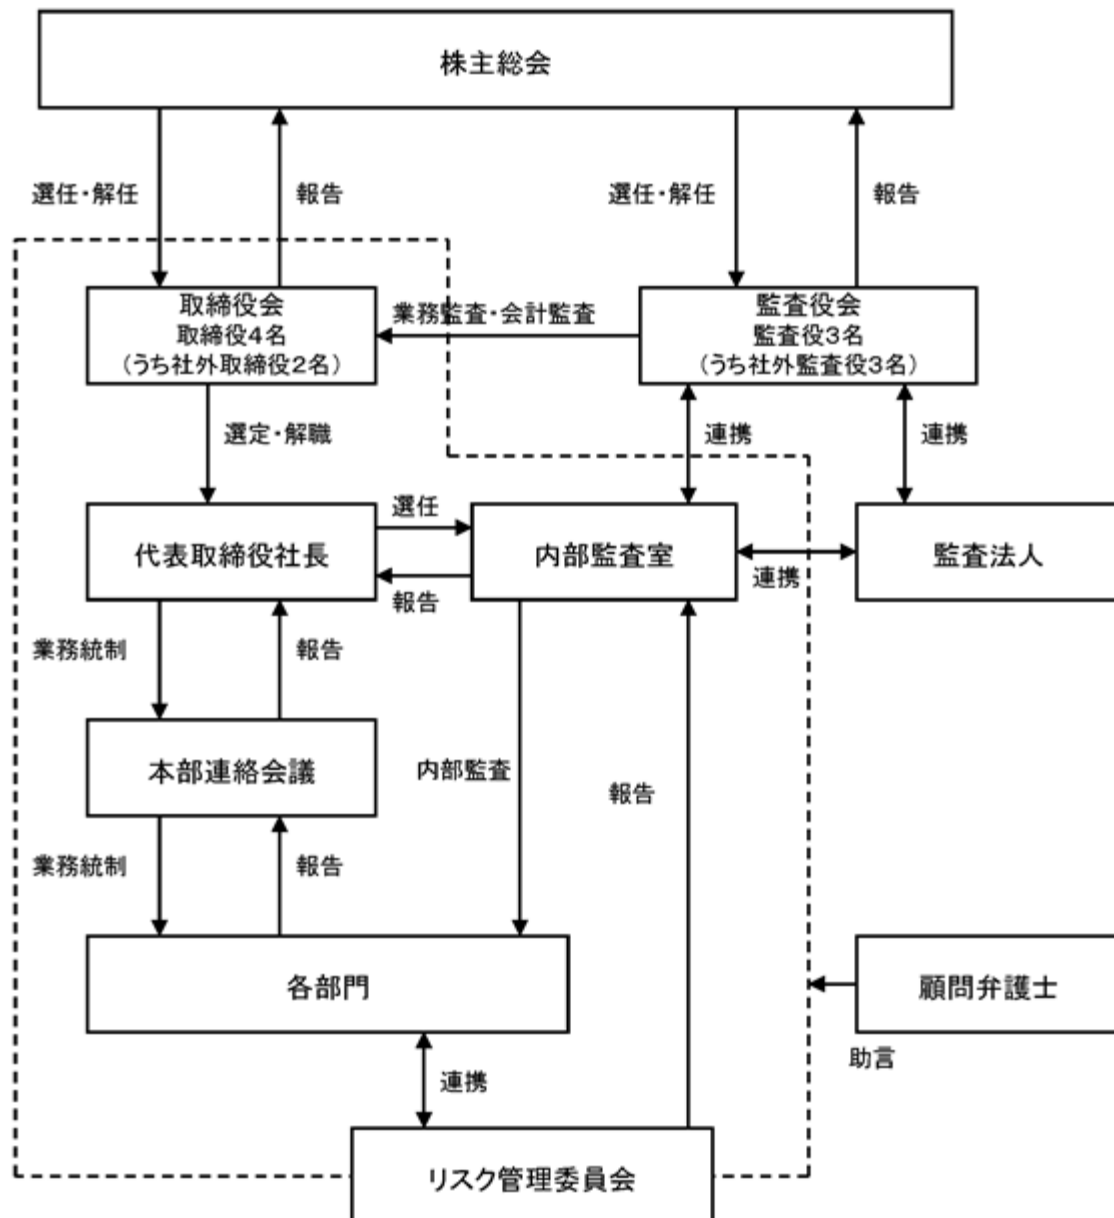 株主総会
選任・解任
報告
選任・解任
報告
取締役会
取締役4名
(うち社外取締役2名)
業務監査・会計監査
監査役会
監査役3名
(うち社外監査役3名)
選定・解職
連携
連携
代表取締役社長
選任
報告
内部監査室
連携
監査法人
業務統制
報告
本部連絡会議
内部監査
報告
業務統制
報告
各部門
顧問弁護士
助言
連携
リスク管理委員会